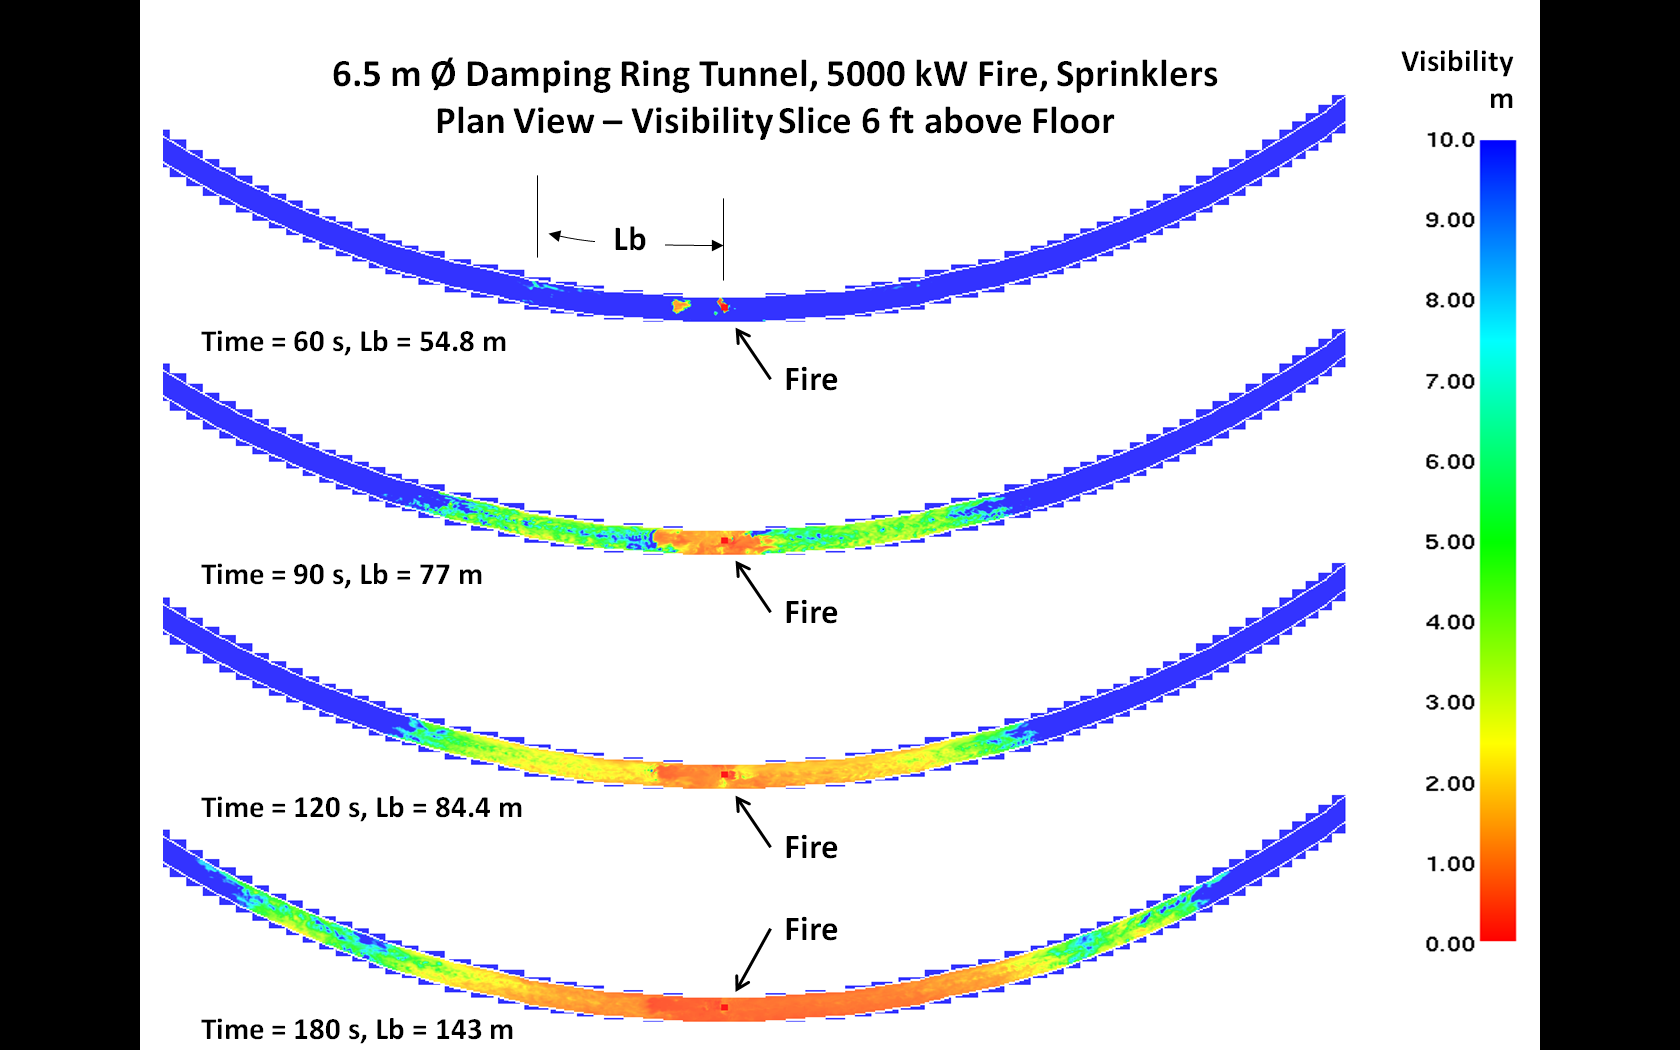 6.5 m Ø Damping Ring Tunnel, 5000 kW Fire, Sprinklers
Plan View – Visibility Slice 6 ft above Floor
Visibility
m
Lb
Time = 60 s, Lb = 54.8 m
Fire
Time = 90 s, Lb = 77 m
Fire
Time = 120 s, Lb = 84.4 m
Fire
Fire
Time = 180 s, Lb = 143 m
10.0
9.00
8.00
7.00
6.00
5.00
4.00
3.00
2.00
1.00
0.00